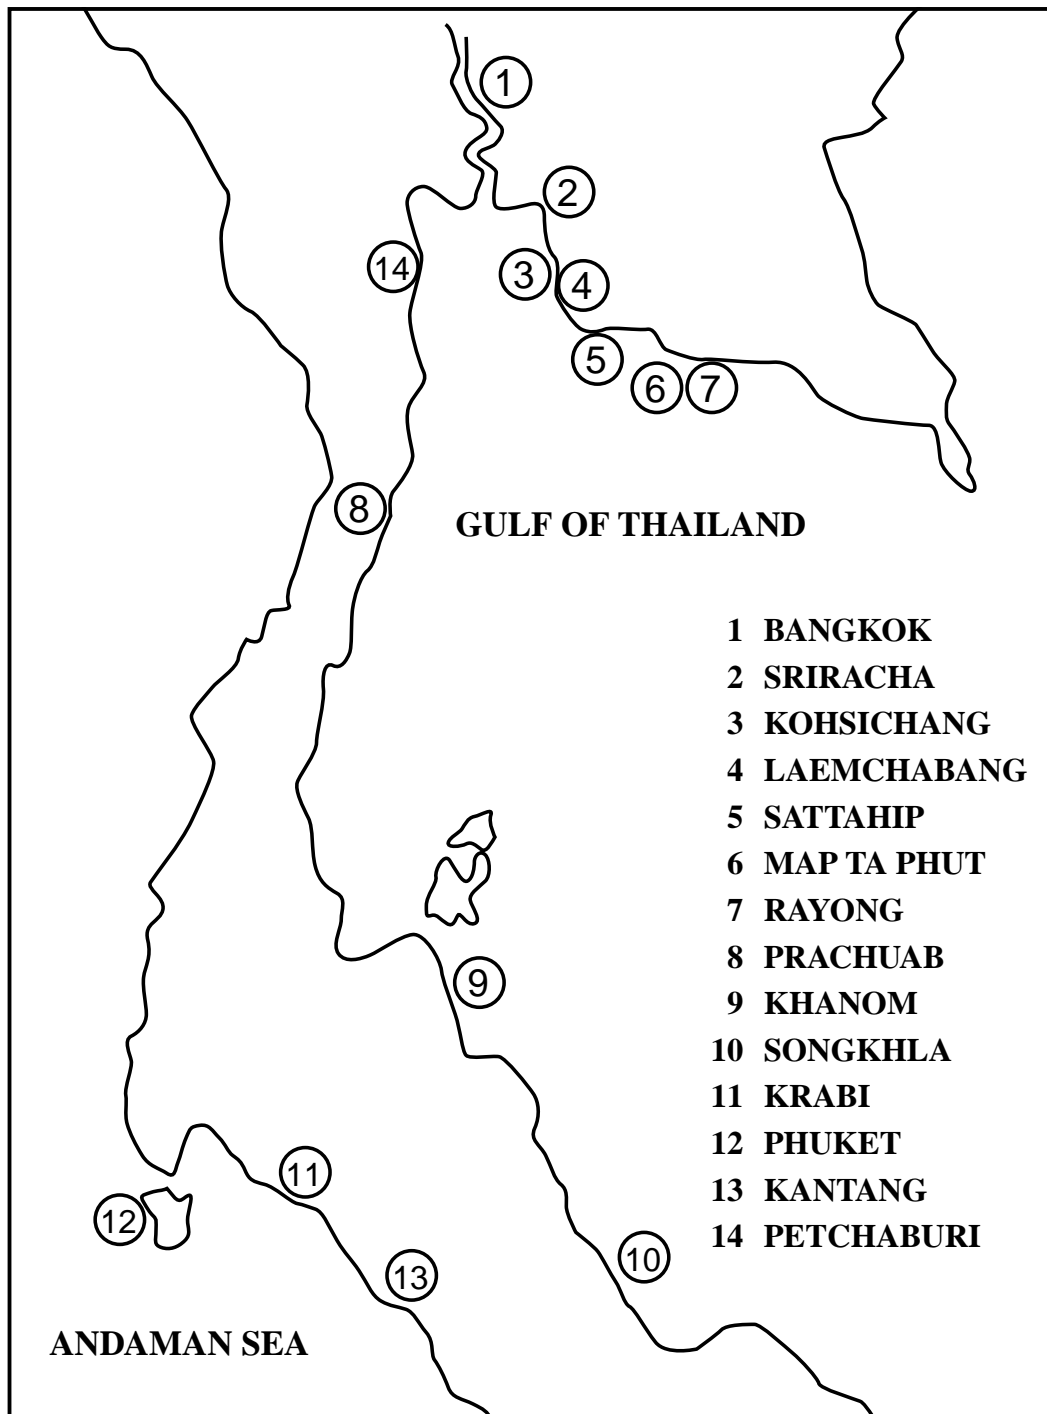 1
2
14
3
4
5
6
7
8
GULF OF THAILAND
1 BANGKOK
2 SRIRACHA
3 KOHSICHANG
4 LAEMCHABANG
5 SATTAHIP
6 MAP TA PHUT
7 RAYONG
8 PRACHUAB
9 KHANOM
10 SONGKHLA
11 KRABI
12 PHUKET
13 KANTANG
14 PETCHABURI
9
11
12
10
13
ANDAMAN SEA